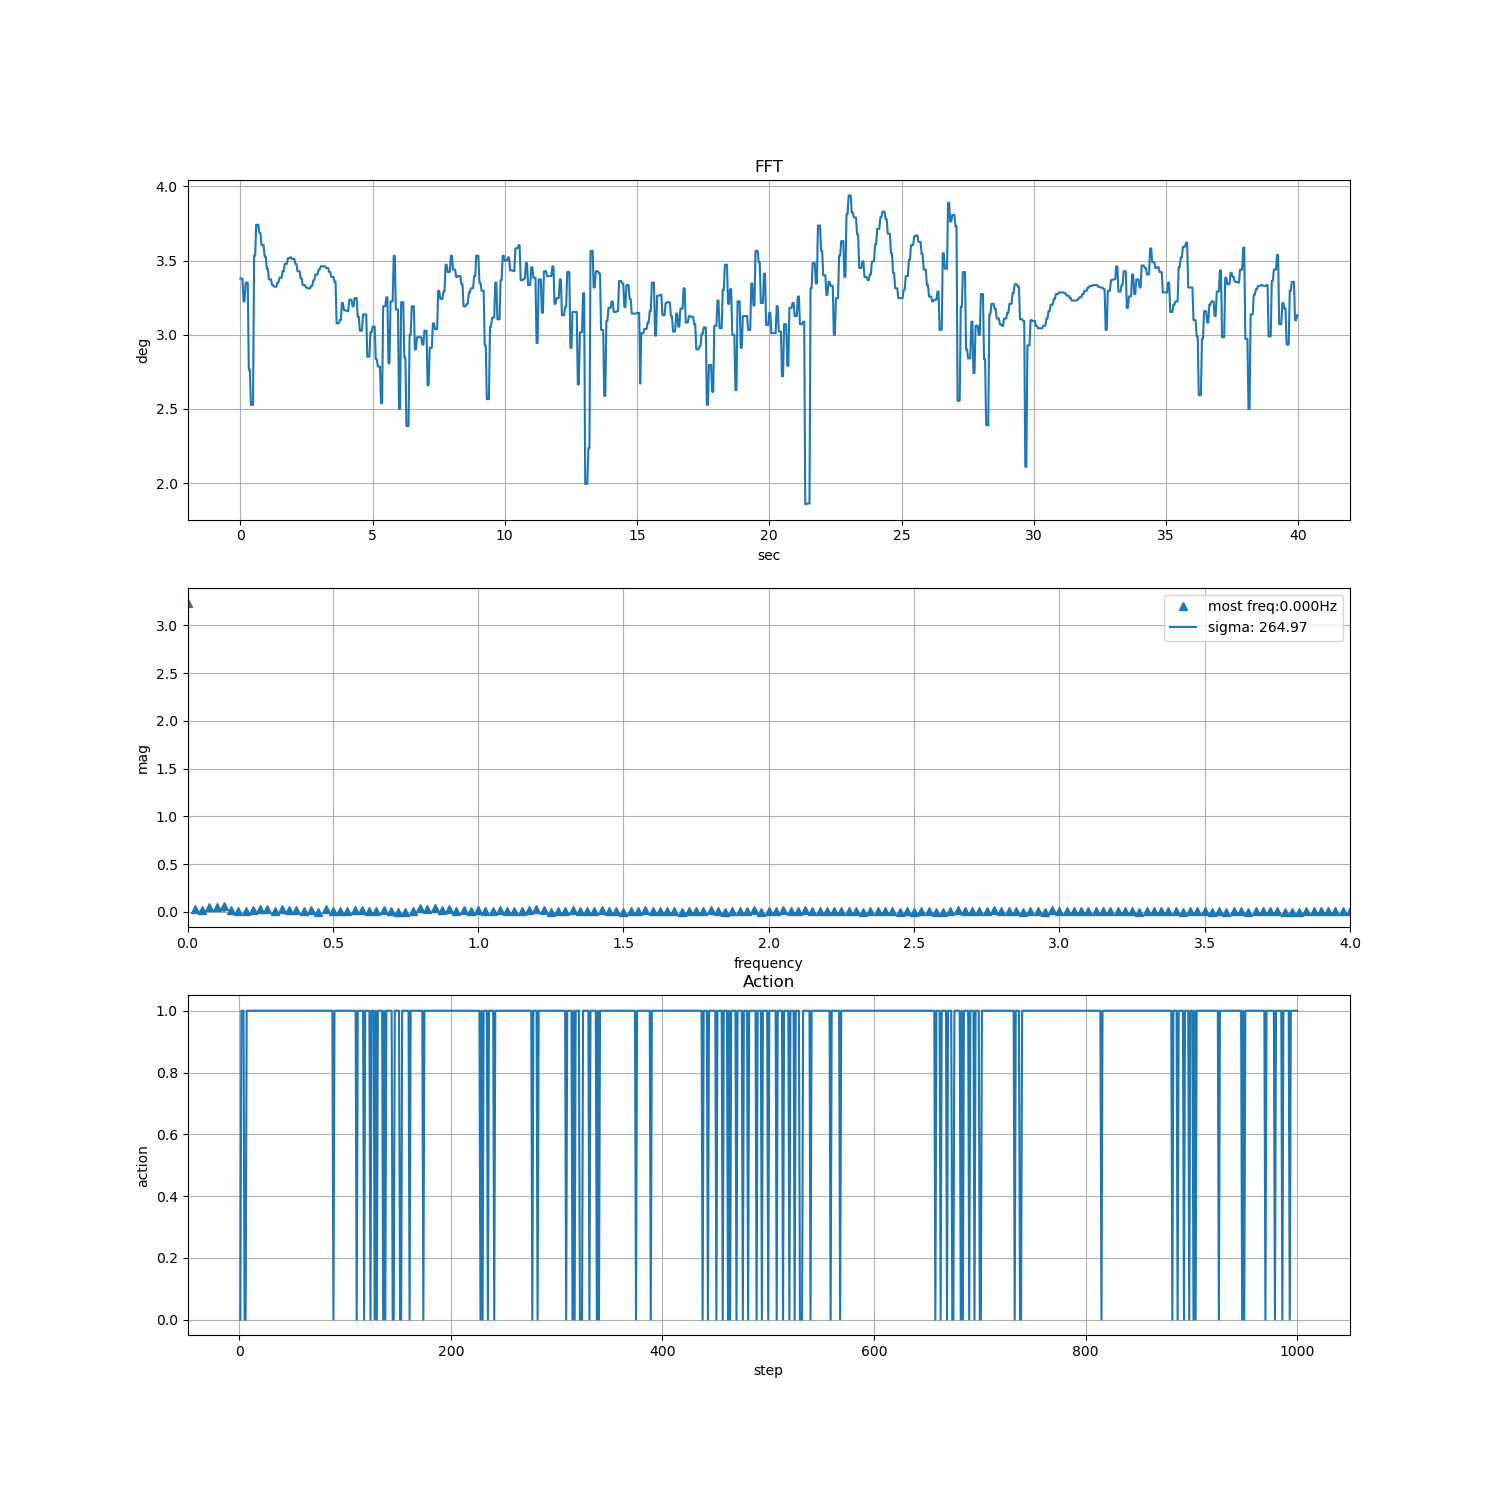 FFT
4.0
3.5
3.0
2.5
2.0
deg
0 5 10 15 20 25 30 35 40
sec
most freq:0.000Hz
sigma: 264.97
3.0
2.5
2.0
1.5
1.0
0.5
0.0
mag
0.0 0.5 1.0 1.5 2.0 2.5 3.0 3.5 4.0
frequency
Action
1.0
0.8
0.6
0.4
0.2
0.0
action
0 200 400 600 800 1000
step